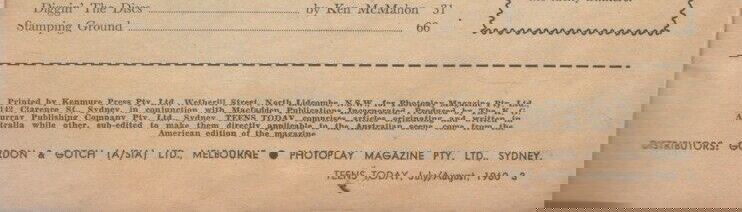 Diggin' The Discs by Ken McMahon 51
Stamping Ground 66
Printed by Kenmure Press Pty. Ltd., Wetherill Street, North Lidcombe, N.S.W. for Photoplay Magazine Pty. Ltd.
142 Clarence St., Sydney, in conjunction with Macfadden Publications Incorporated. Produced by The K. G.
Murray Publishing Company Pty. Ltd., Sydney. TEENS TODAY comprises articles originating and written in
Australia while other, sub-edited to make them directly applicable to the Australian scene come from the
American edition of the magazine
DISTRIBUTORS: GORDON & GOTCH (A/SIA) LTD., MELBOURNE ● PHOTOPLAY MAGAZINE PTY. LTD., SYDNEY.
TEENS TODAY, July/August, 1960 3